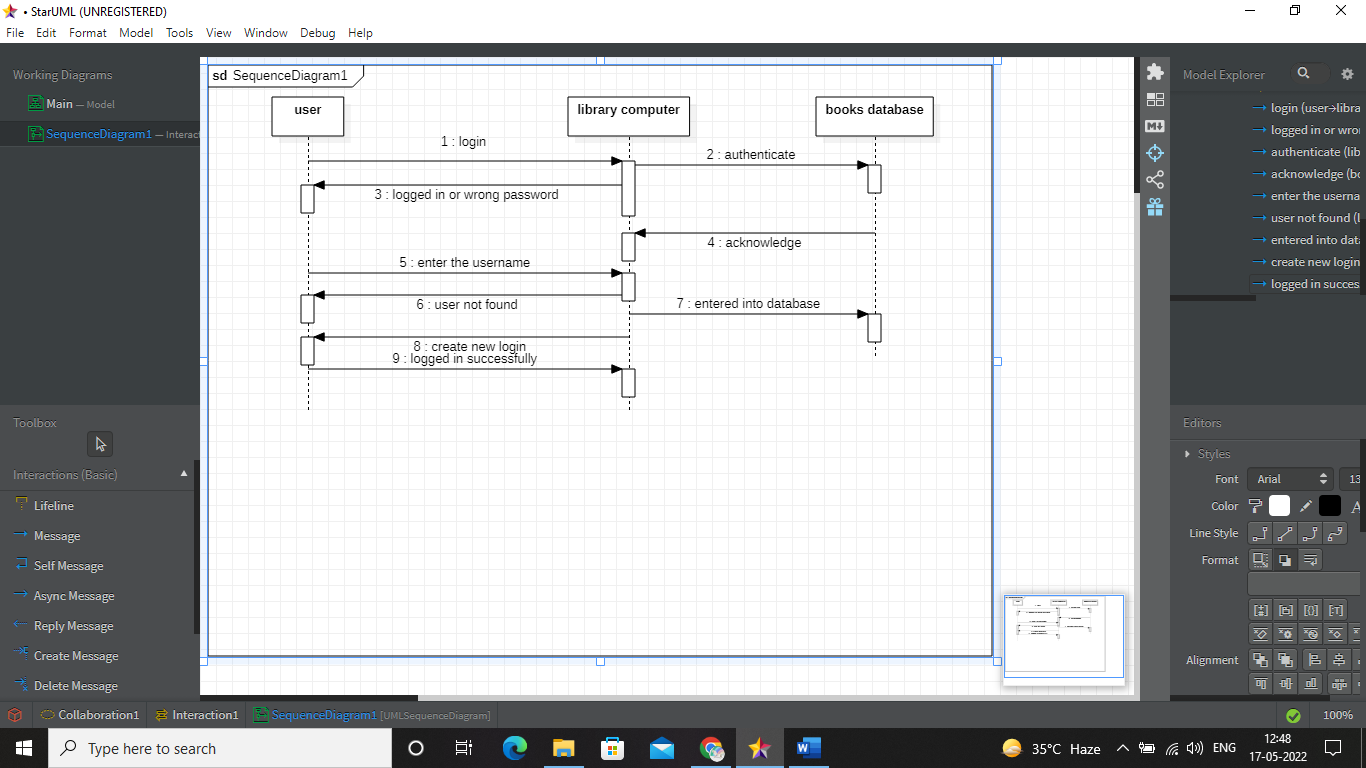 • StarUML (UNREGISTERED)
File Edit Format Model Tools View Window Debug Help
Working Diagrams
Main — Model
SequenceDiagram1 — Interact
sd SequenceDiagram1
user
library computer
books database
1 : login
2 : authenticate
3 : logged in or wrong password
4 : acknowledge
5 : enter the username
6 : user not found
7 : entered into database
8 : create new login
9 : logged in successfully
Toolbox
Interactions (Basic)
Lifeline
Message
Self Message
Async Message
Reply Message
Create Message
Delete Message
M+
Model Explorer
login (user→libra
logged in or wron
authenticate (lib
acknowledge (bo
enter the userna
user not found (l
entered into data
create new login
logged in succes
Editors
Styles
Font Arial 13
Color A
Line Style
Format
Alignment
Collaboration1 Interaction1 SequenceDiagram1 [UMLSequenceDiagram] 100%
Type here to search
35°C Haze ENG
12:48
17-05-2022